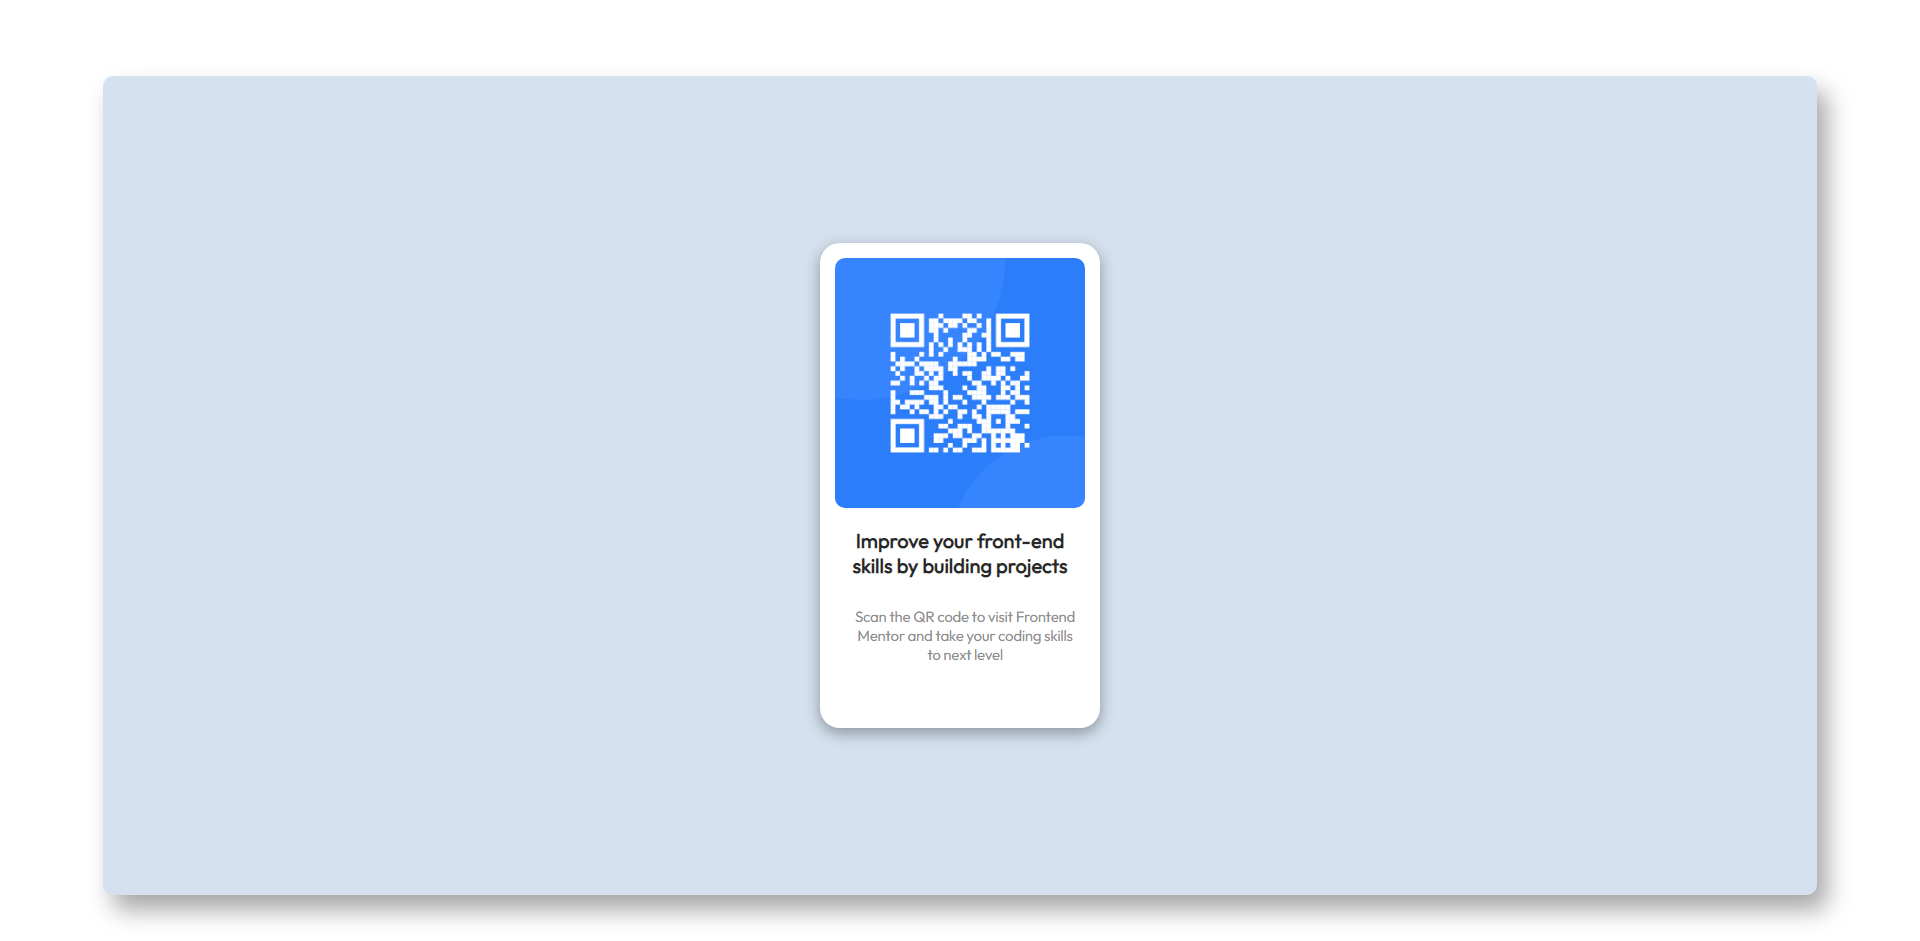 Improve your front-end
skills by building projects
Scan the QR code to visit Frontend
Mentor and take your coding skills
to next level